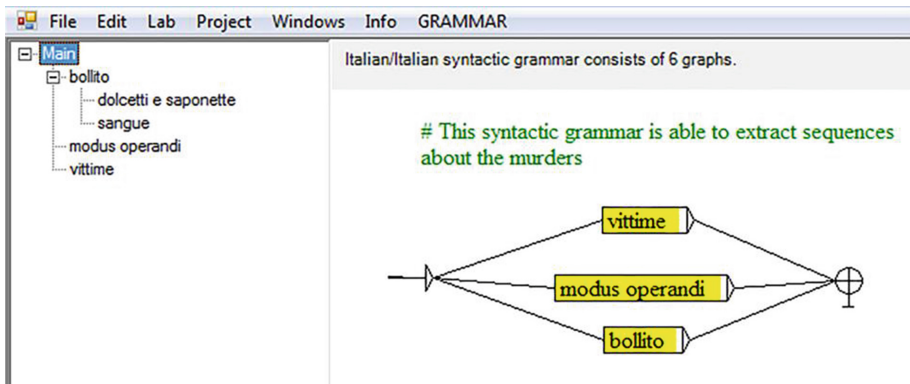 File Edit Lab Project Windows Info GRAMMAR
Main
bollito
dolcetti e saponette
sangue
modus operandi
vittime
Italian/Italian syntactic grammar consists of 6 graphs.
# This syntactic grammar is able to extract sequences
about the murders
vittime
modus operandi
bollito